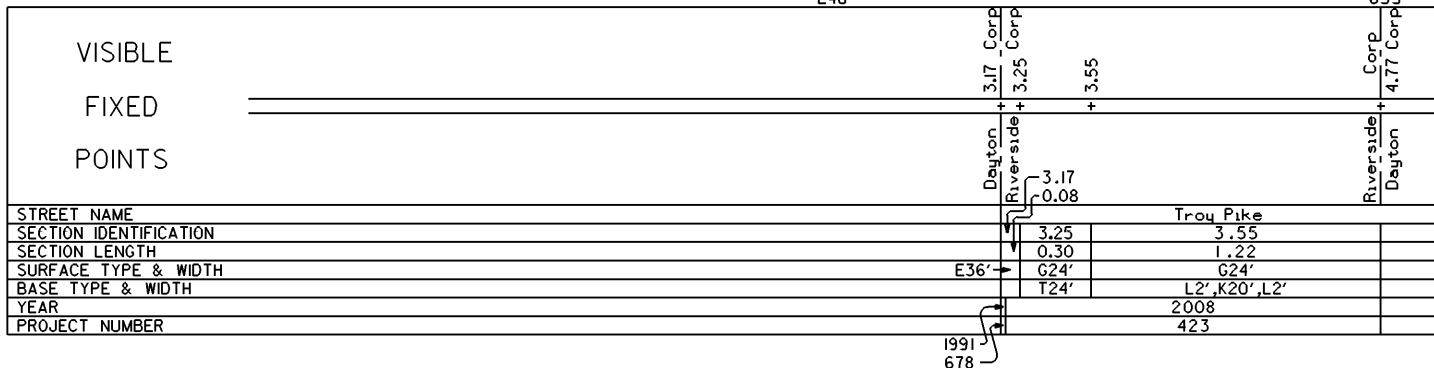 VISIBLE
FIXED
POINTS
3.17 Corp
3.25 Corp
3.55
Corp
4.77 Corp
Dayton
Riverside
Riverside
Dayton
3.17
0.08
STREET NAME Troy Pike
SECTION IDENTIFICATION 3.25 3.55
SECTION LENGTH 0.30 1.22
SURFACE TYPE & WIDTH E36' G24' G24'
BASE TYPE & WIDTH T24' L2',K20',L2'
YEAR 2008
PROJECT NUMBER 423
1991
678